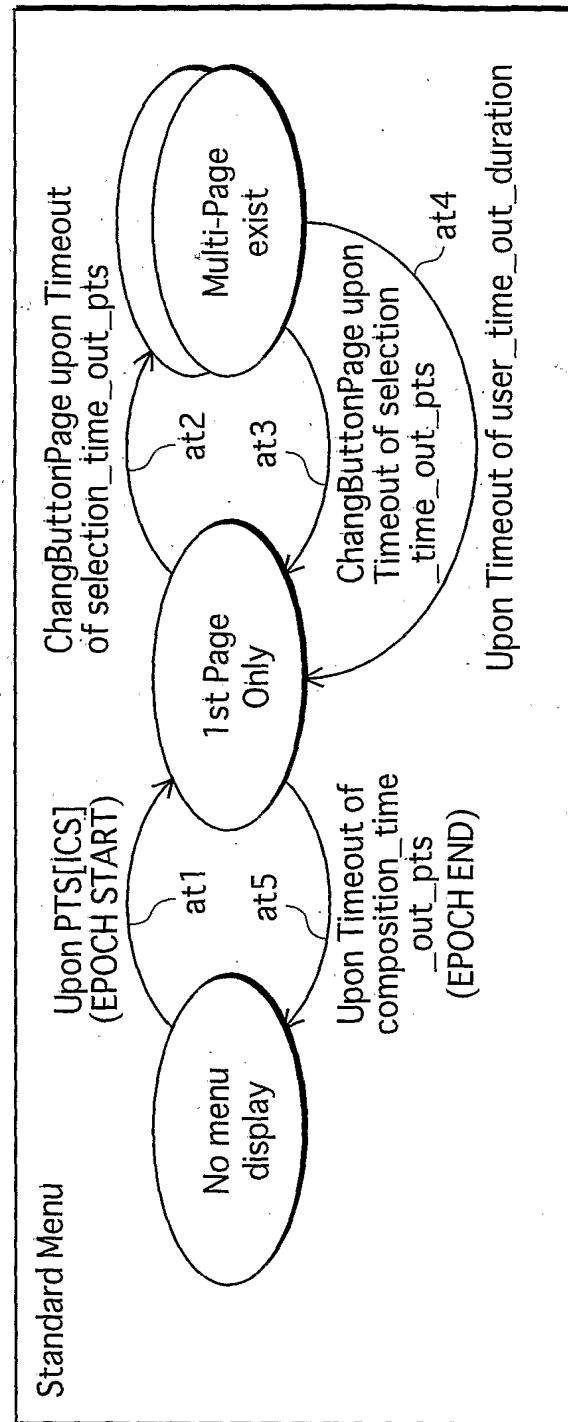 Standard Menu
No menu
display
Upon PTS[ICS]
(EPOCH START)
at1
at5
Upon Timeout of
composition_time
_out_pts
(EPOCH END)
1st Page
Only
ChangButtonPage upon Timeout
of selection_time_out_pts
at2
at3
ChangButtonPage upon
Timeout of selection
_time_out_pts
Multi-Page
exist
at4
Upon Timeout of user_time_out_duration